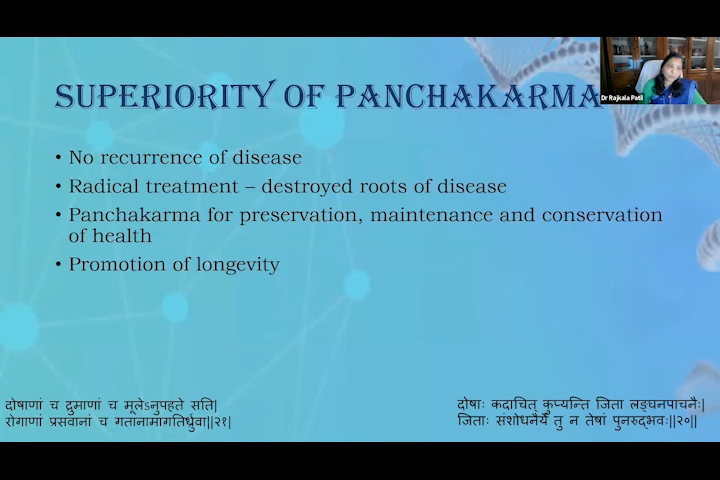 SUPERIORITY OF PANCHAKARMA
Dr Rajkala Patil
• No recurrence of disease
• Radical treatment – destroyed roots of disease
• Panchakarma for preservation, maintenance and conservation
of health
• Promotion of longevity
दोषाणां च द्रुमाणां च मूलेऽनुपहते सति|
रोगाणां प्रसवानां च गतानामागतिर्ध्रुवा||२१|
दोषाः कदाचित् कुप्यन्ति जिता लङ्घनपाचनैः|
जिताः संशोधनैर्ये तु न तेषां पुनरुद्भवः||२०||